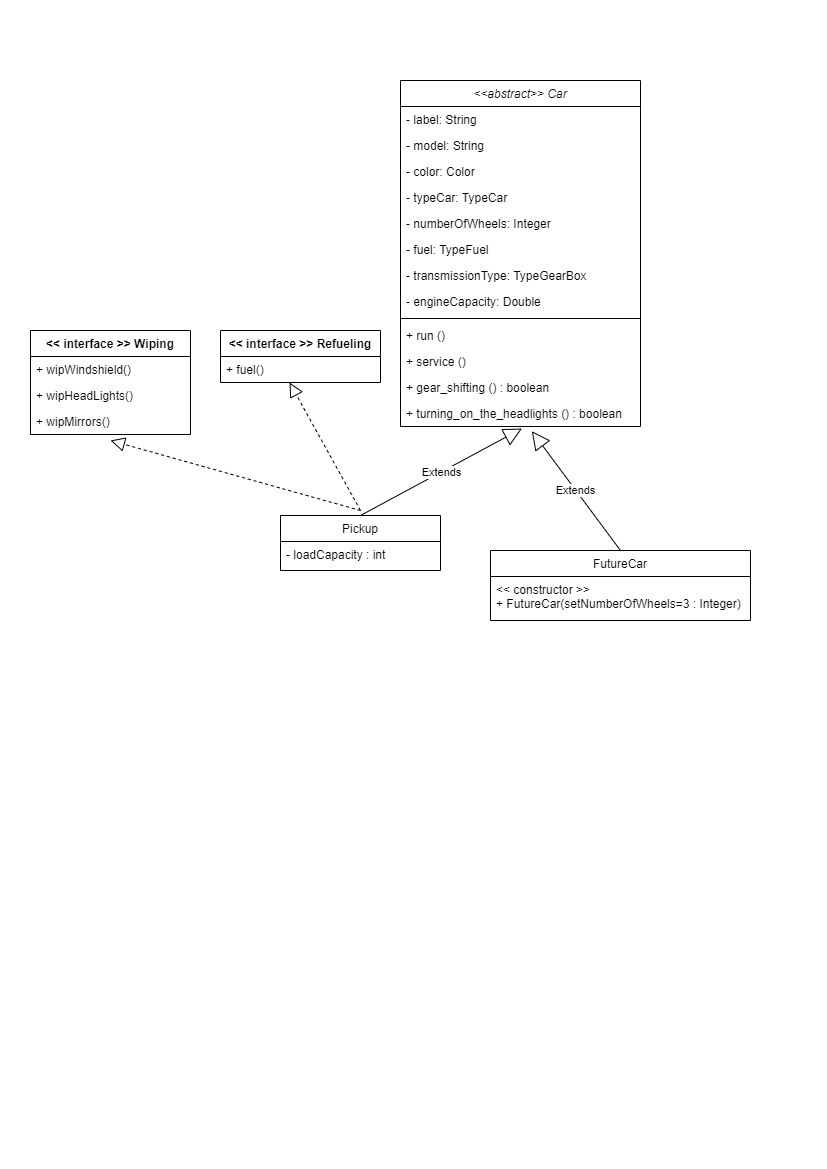 <<abstract>> Car
- label: String
- model: String
- color: Color
- typeCar: TypeCar
- numberOfWheels: Integer
- fuel: TypeFuel
- transmissionType: TypeGearBox
- engineCapacity: Double
+ run ()
+ service ()
+ gear_shifting () : boolean
+ turning_on_the_headlights () : boolean
<< interface >> Wiping
+ wipWindshield()
+ wipHeadLights()
+ wipMirrors()
<< interface >> Refueling
+ fuel()
Extends
Extends
Pickup
- loadCapacity : int
FutureCar
<< constructor >>
+ FutureCar(setNumberOfWheels=3 : Integer)